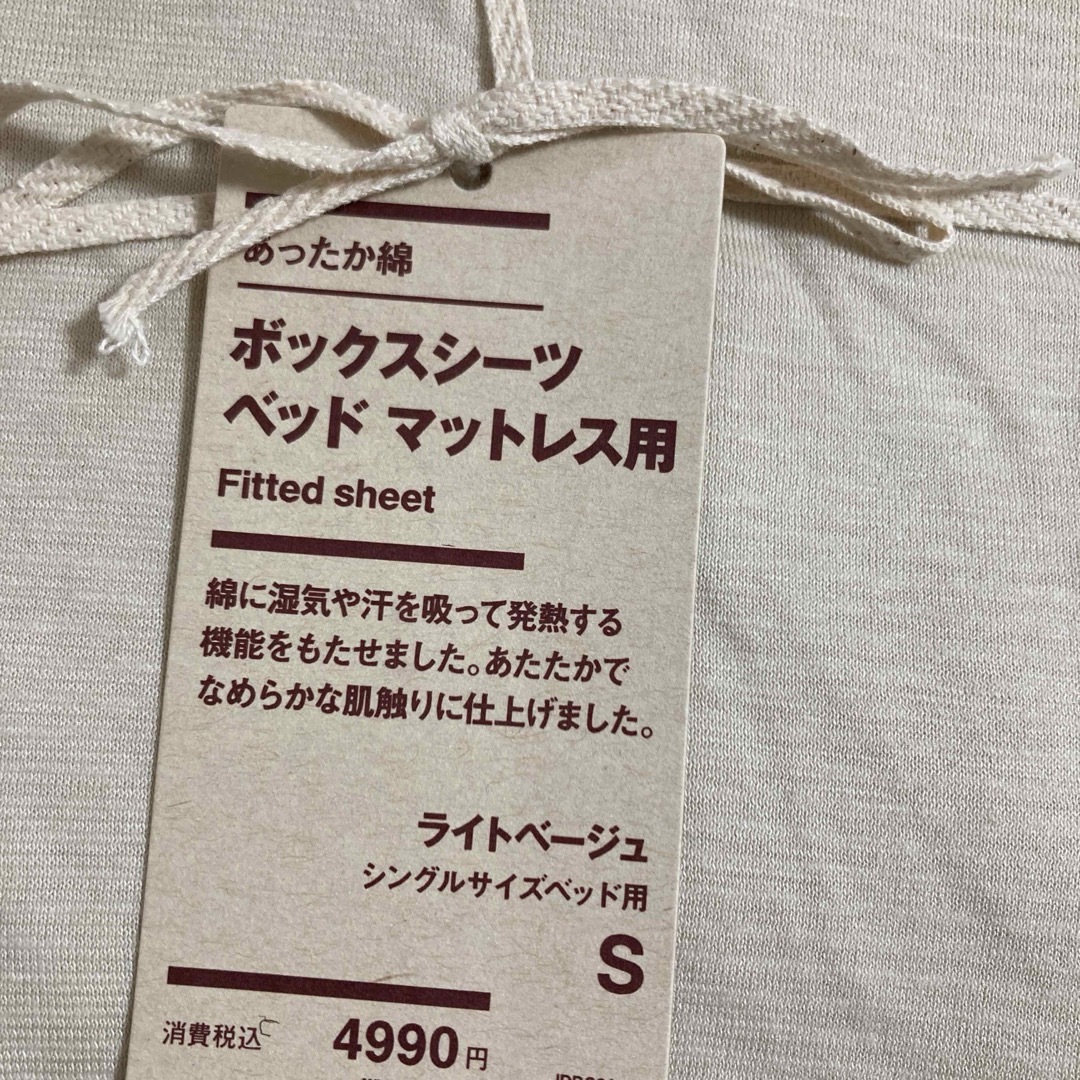 あったか綿
ボックスシーツ
ベッド マットレス用
Fitted sheet
綿に湿気や汗を吸って発熱する
機能をもたせました。あたたかで
なめらかな肌触りに仕上げました。
ライトベージュ
シングルサイズベッド用
S
消費税込 4990円